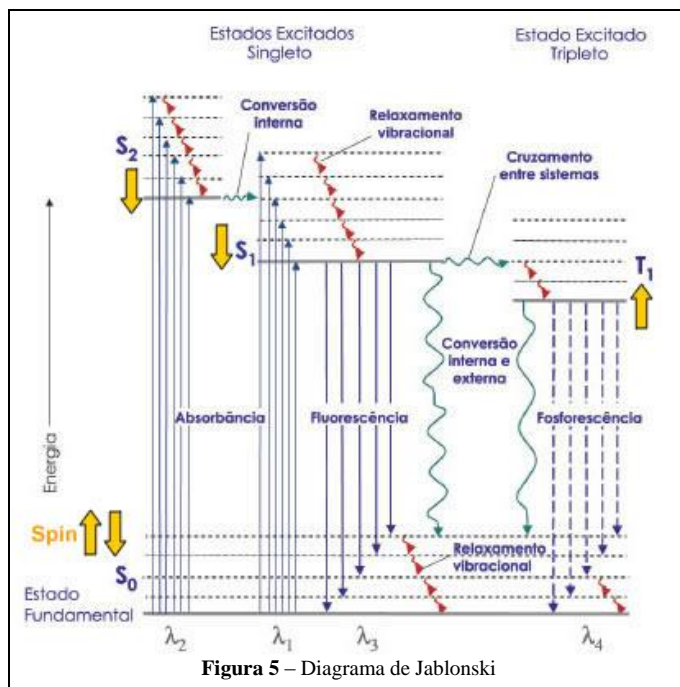 Estados Excitados
Singleto
Estado Excitado
Tripleto
Conversão
interna
Relaxamento
vibracional
Cruzamento
entre sistemas
S2
S1
T1
Energia
Absorbância
Fluorescência
Conversão
interna e
externa
Fosforescência
Spin
S0
Estado
Fundamental
Relaxamento
vibracional
λ2
λ1
λ3
λ4
Figura 5 – Diagrama de Jablonski